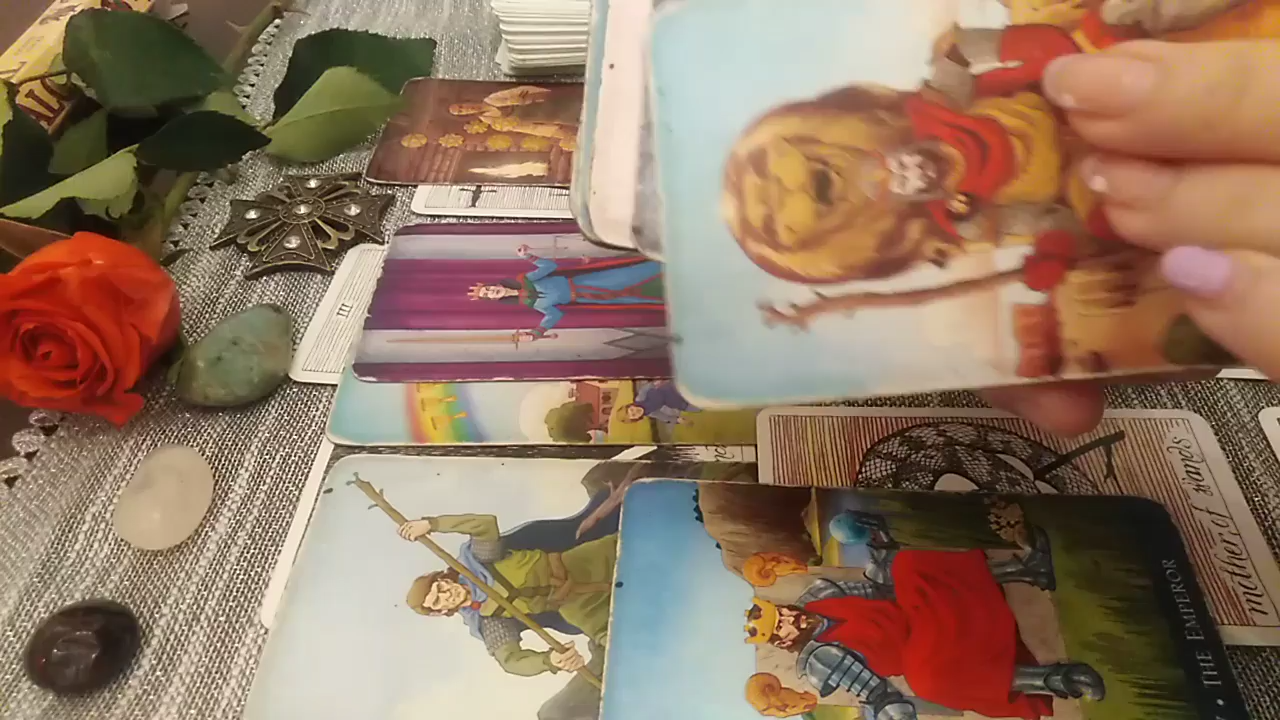 III
mother of wands
• THE EMPEROR